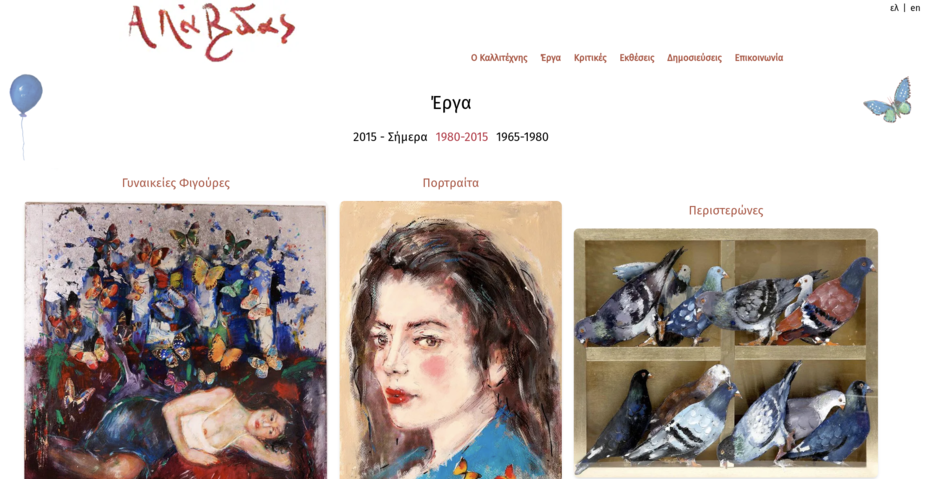 Αλάβδας
ελ | en
Ο Καλλιτέχνης Έργα Κριτικές Εκθέσεις Δημοσιεύσεις Επικοινωνία
Έργα
2015 - Σήμερα 1980-2015 1965-1980
Γυναικείες Φιγούρες
Πορτραίτα
Περιστερώνες